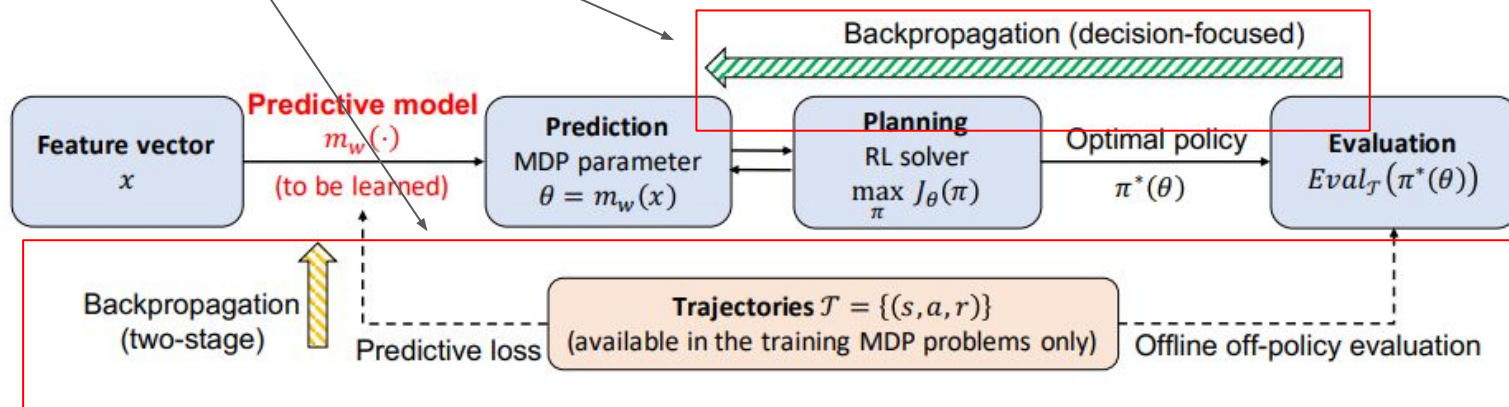 Backpropagation (decision-focused)
Feature vector
x
Predictive model
m_w(·)
(to be learned)
Prediction
MDP parameter
θ = m_w(x)
Planning
RL solver
max_π J_θ(π)
Optimal policy
π*(θ)
Evaluation
Eval_𝒯(π*(θ))
Backpropagation
(two-stage)
Predictive loss
Trajectories 𝒯 = {(s, a, r)}
(available in the training MDP problems only)
Offline off-policy evaluation